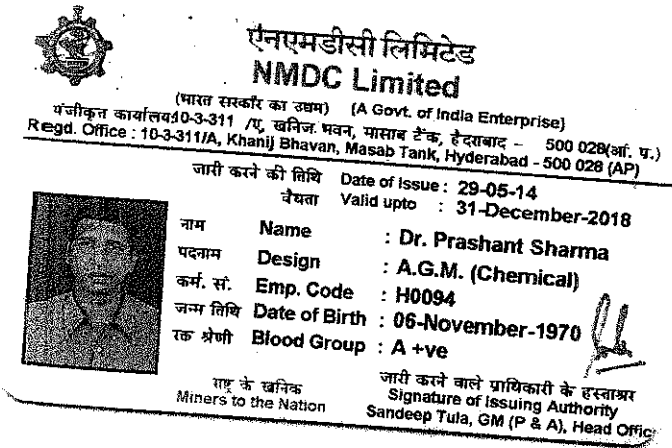 एनएमडीसी लिमिटेड
NMDC Limited
(भारत सरकार का उद्यम) (A Govt. of India Enterprise)
पंजीकृत कार्यालय:10-3-311 /ए, खनिज भवन, मासाब टैंक, हैदराबाद – 500 028(आं. प्र.)
Regd. Office : 10-3-311/A, Khanij Bhavan, Masab Tank, Hyderabad - 500 028 (AP)
जारी करने की तिथि Date of Issue : 29-05-14
वैधता Valid upto : 31-December-2018
नाम Name : Dr. Prashant Sharma
पदनाम Design : A.G.M. (Chemical)
कर्म. सं. Emp. Code : H0094
जन्म तिथि Date of Birth : 06-November-1970
रक्त श्रेणी Blood Group : A +ve
राष्ट्र के खनिक
Miners to the Nation
जारी करने वाले प्राधिकारी के हस्ताक्षर
Signature of Issuing Authority
Sandeep Tula, GM (P & A), Head Offic